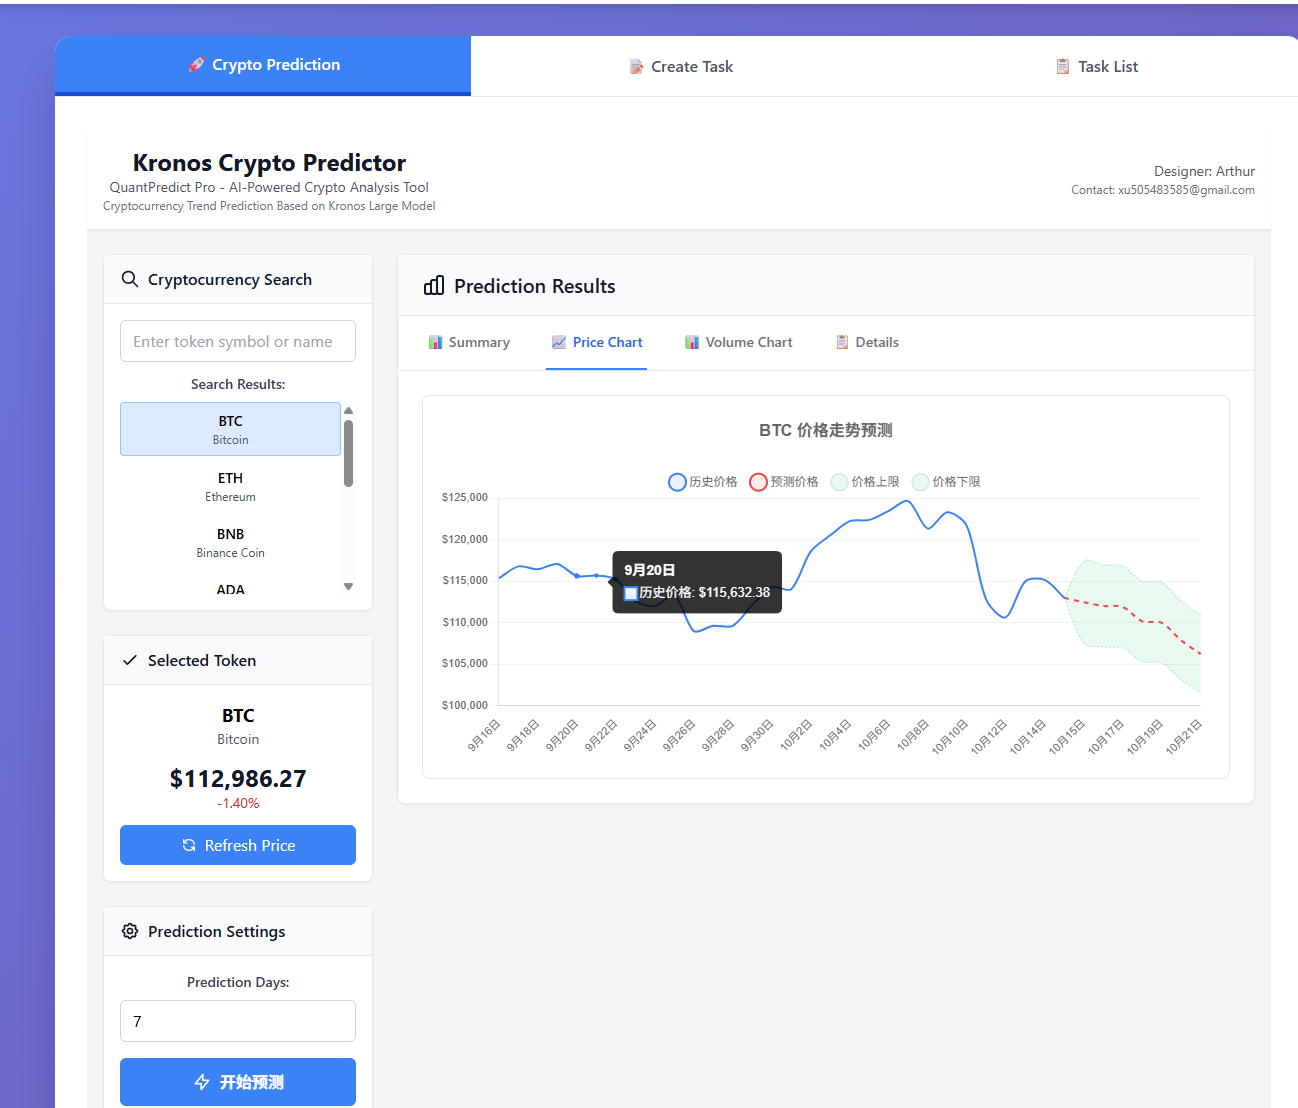 Crypto Prediction
Create Task
Task List
Kronos Crypto Predictor
QuantPredict Pro - AI-Powered Crypto Analysis Tool
Cryptocurrency Trend Prediction Based on Kronos Large Model
Designer: Arthur
Contact: xu505483585@gmail.com
Cryptocurrency Search
Enter token symbol or name
Search Results:
BTC
Bitcoin
ETH
Ethereum
BNB
Binance Coin
ADA
Selected Token
BTC
Bitcoin
$112,986.27
-1.40%
Refresh Price
Prediction Settings
Prediction Days:
7
开始预测
Prediction Results
Summary
Price Chart
Volume Chart
Details
BTC 价格走势预测
历史价格 预测价格 价格上限 价格下限
$125,000
$120,000
$115,000
$110,000
$105,000
$100,000
9月20日
历史价格: $115,632.38
9月16日
9月18日
9月20日
9月22日
9月24日
9月26日
9月28日
9月30日
10月2日
10月4日
10月6日
10月8日
10月10日
10月12日
10月14日
10月15日
10月17日
10月19日
10月21日